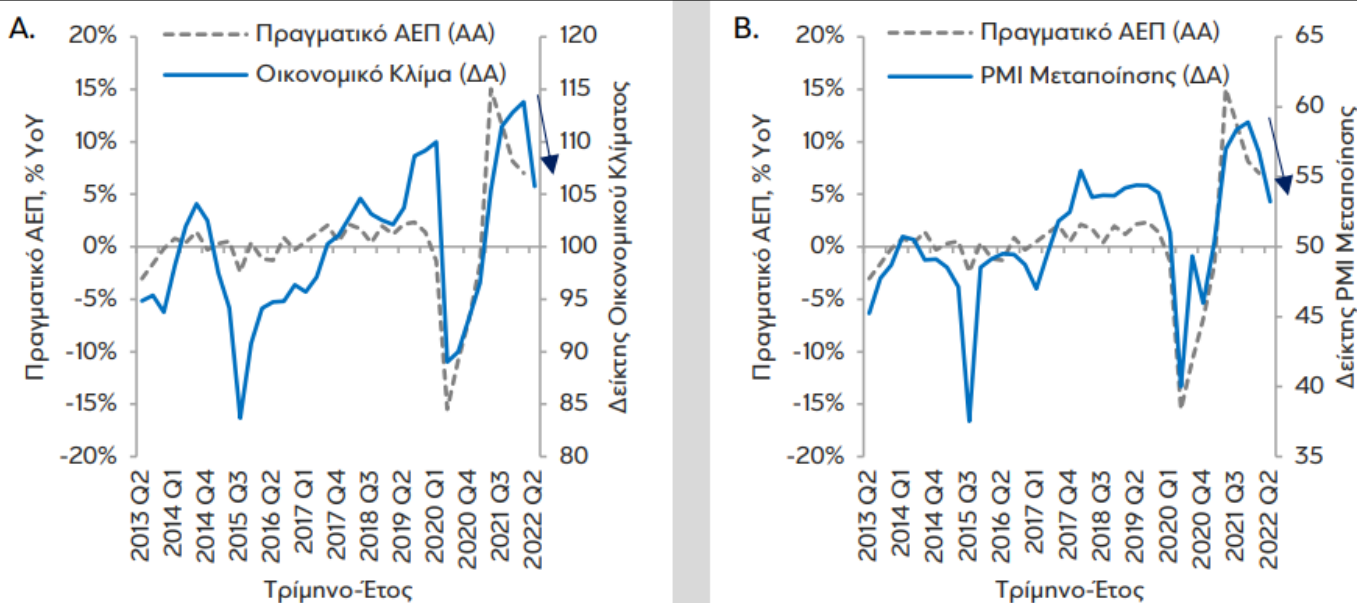 A.
Πραγματικό ΑΕΠ (ΑΑ)
Οικονομικό Κλίμα (ΔΑ)
Πραγματικό ΑΕΠ, % YoY
20%
15%
10%
5%
0%
-5%
-10%
-15%
-20%
120
115
110
105
100
95
90
85
80
Δείκτης Οικονομικού Κλίματος
2013 Q2
2014 Q1
2014 Q4
2015 Q3
2016 Q2
2017 Q1
2017 Q4
2018 Q3
2019 Q2
2020 Q1
2020 Q4
2021 Q3
2022 Q2
Τρίμηνο-Έτος
B.
Πραγματικό ΑΕΠ (ΑΑ)
PMI Μεταποίησης (ΔΑ)
Πραγματικό ΑΕΠ, % YoY
20%
15%
10%
5%
0%
-5%
-10%
-15%
-20%
65
60
55
50
45
40
35
Δείκτης PMI Μεταποίησης
2013 Q2
2014 Q1
2014 Q4
2015 Q3
2016 Q2
2017 Q1
2017 Q4
2018 Q3
2019 Q2
2020 Q1
2020 Q4
2021 Q3
2022 Q2
Τρίμηνο-Έτος